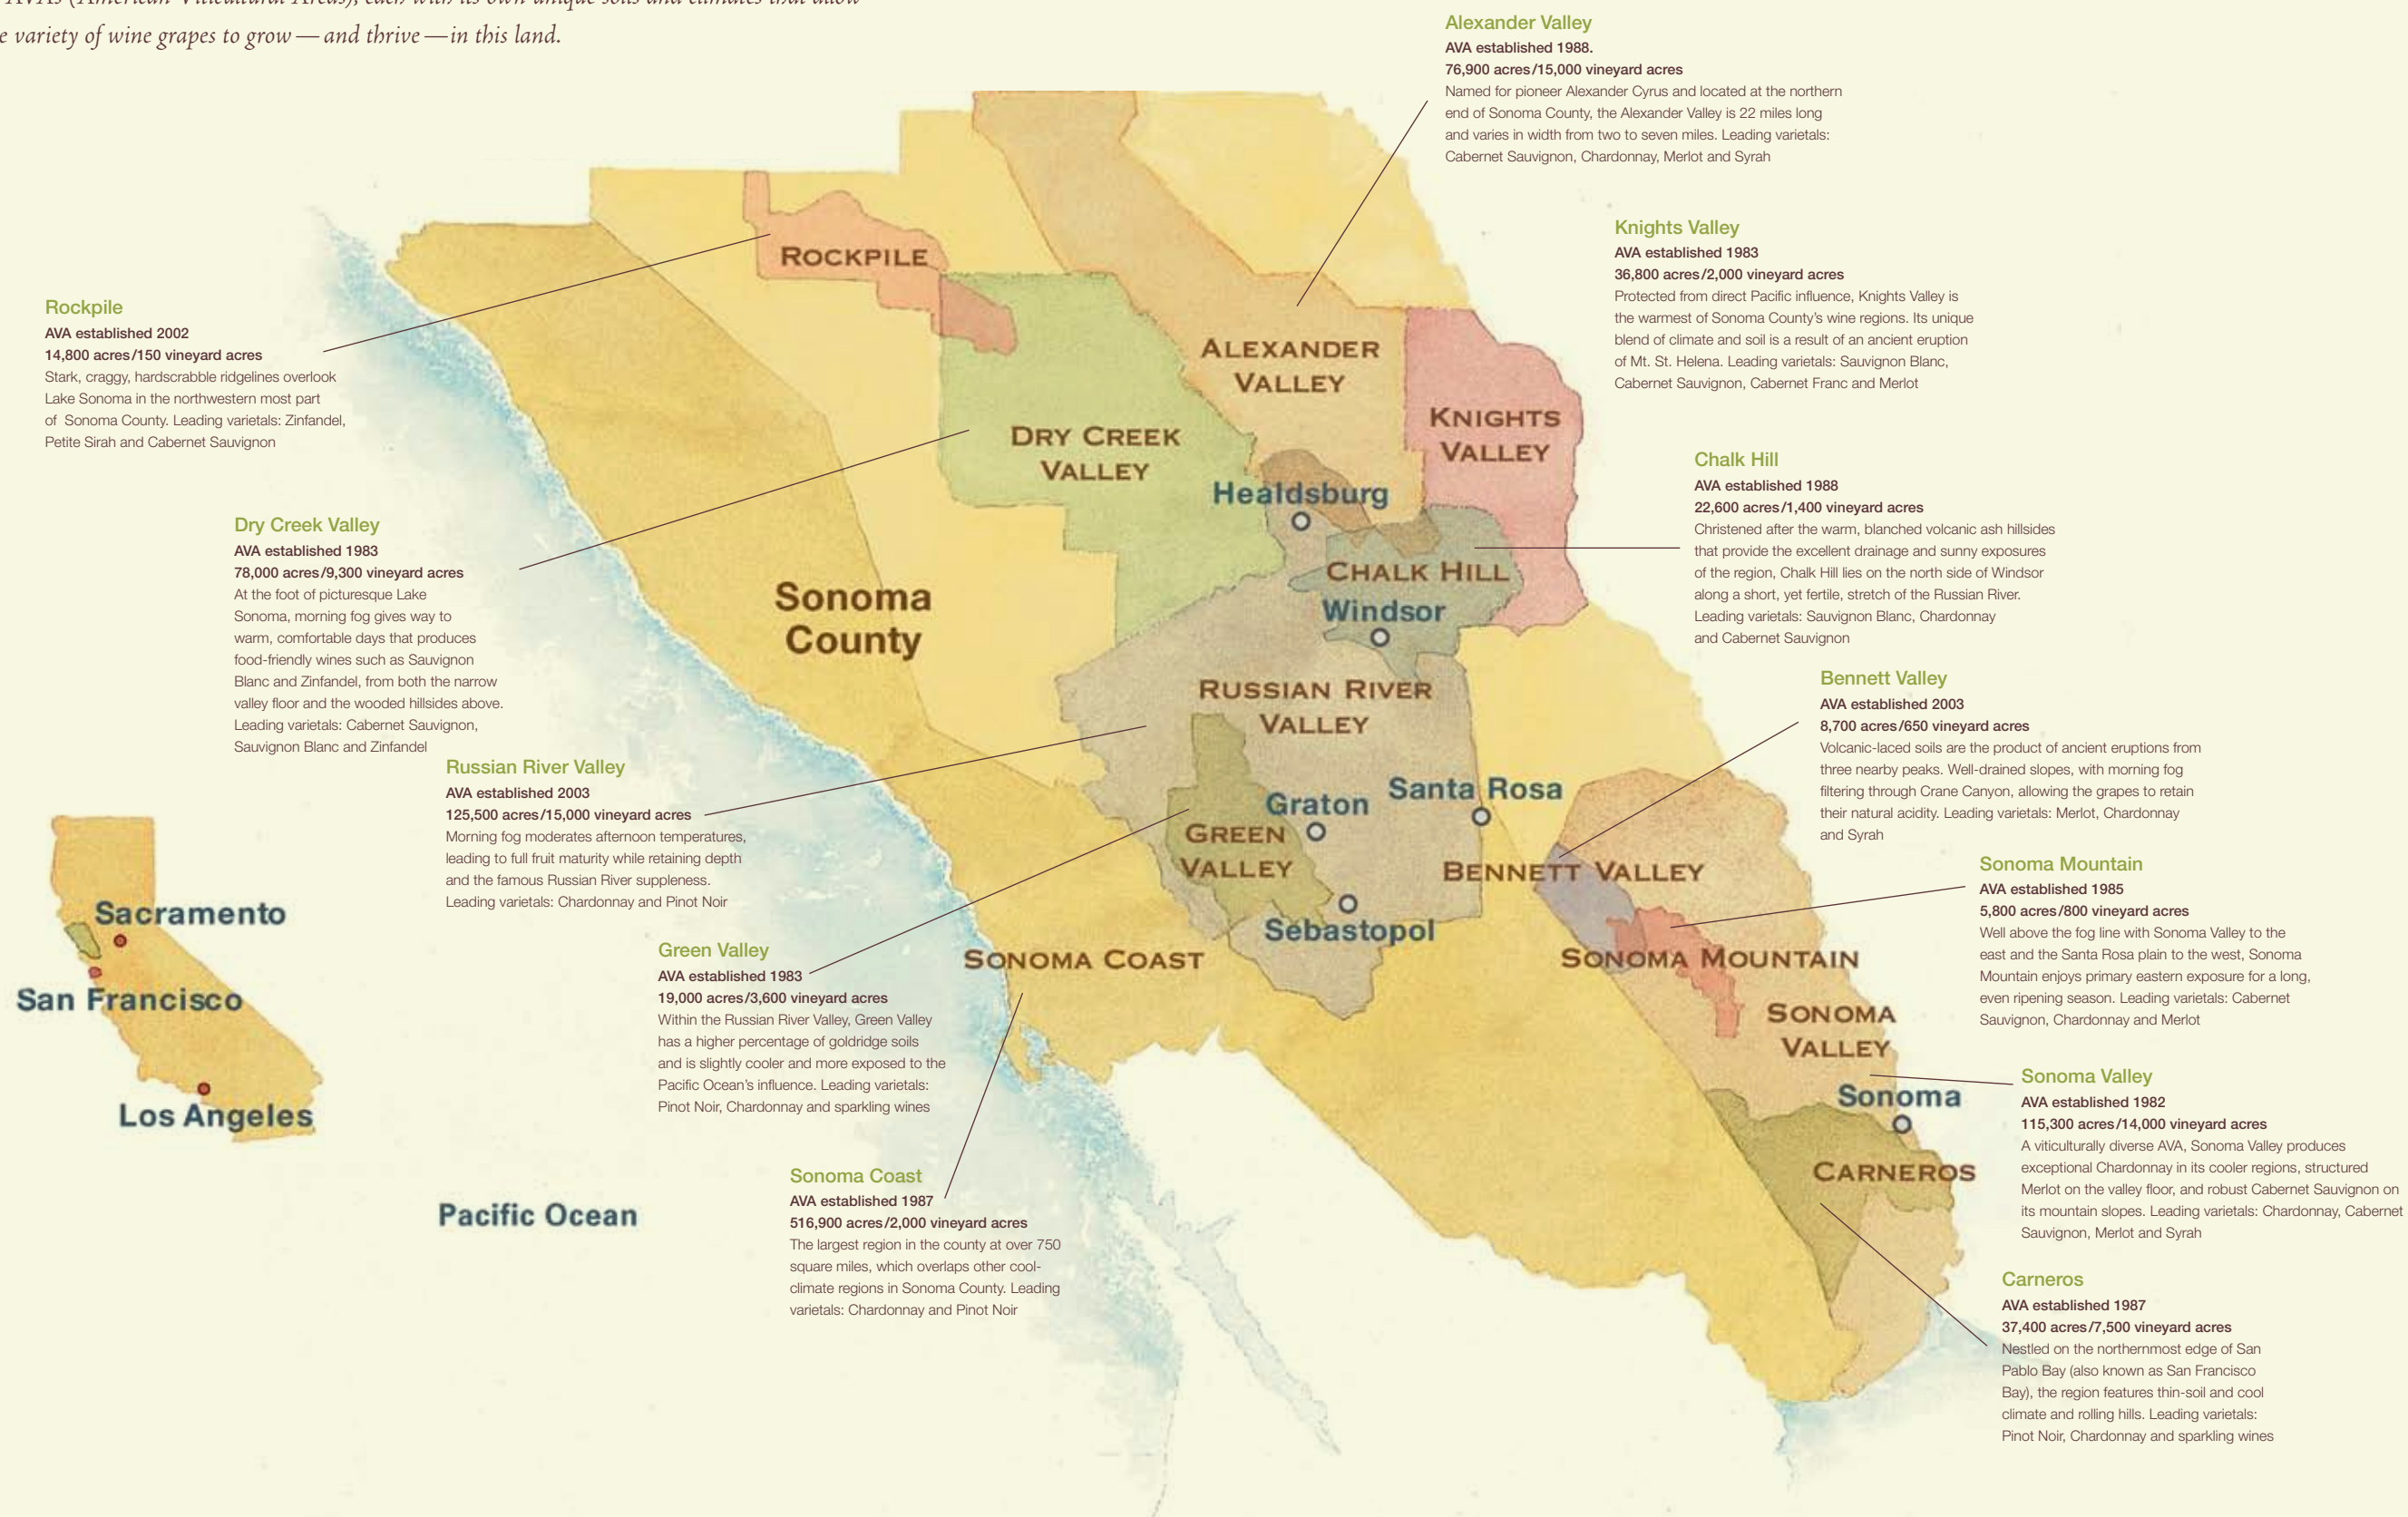 AVAs (American Viticultural Areas), each with its own unique soils and climates that allow
e variety of wine grapes to grow — and thrive — in this land.
Alexander Valley
AVA established 1988.
76,900 acres/15,000 vineyard acres
Named for pioneer Alexander Cyrus and located at the northern
end of Sonoma County, the Alexander Valley is 22 miles long
and varies in width from two to seven miles. Leading varietals:
Cabernet Sauvignon, Chardonnay, Merlot and Syrah
Knights Valley
AVA established 1983
36,800 acres/2,000 vineyard acres
Protected from direct Pacific influence, Knights Valley is
the warmest of Sonoma County's wine regions. Its unique
blend of climate and soil is a result of an ancient eruption
of Mt. St. Helena. Leading varietals: Sauvignon Blanc,
Cabernet Sauvignon, Cabernet Franc and Merlot
Rockpile
AVA established 2002
14,800 acres/150 vineyard acres
Stark, craggy, hardscrabble ridgelines overlook
Lake Sonoma in the northwestern most part
of Sonoma County. Leading varietals: Zinfandel,
Petite Sirah and Cabernet Sauvignon
Chalk Hill
AVA established 1988
22,600 acres/1,400 vineyard acres
Christened after the warm, blanched volcanic ash hillsides
that provide the excellent drainage and sunny exposures
of the region, Chalk Hill lies on the north side of Windsor
along a short, yet fertile, stretch of the Russian River.
Leading varietals: Sauvignon Blanc, Chardonnay
and Cabernet Sauvignon
Dry Creek Valley
AVA established 1983
78,000 acres/9,300 vineyard acres
At the foot of picturesque Lake
Sonoma, morning fog gives way to
warm, comfortable days that produces
food-friendly wines such as Sauvignon
Blanc and Zinfandel, from both the narrow
valley floor and the wooded hillsides above.
Leading varietals: Cabernet Sauvignon,
Sauvignon Blanc and Zinfandel
Bennett Valley
AVA established 2003
8,700 acres/650 vineyard acres
Volcanic-laced soils are the product of ancient eruptions from
three nearby peaks. Well-drained slopes, with morning fog
filtering through Crane Canyon, allowing the grapes to retain
their natural acidity. Leading varietals: Merlot, Chardonnay
and Syrah
Russian River Valley
AVA established 2003
125,500 acres/15,000 vineyard acres
Morning fog moderates afternoon temperatures,
leading to full fruit maturity while retaining depth
and the famous Russian River suppleness.
Leading varietals: Chardonnay and Pinot Noir
Sonoma Mountain
AVA established 1985
5,800 acres/800 vineyard acres
Well above the fog line with Sonoma Valley to the
east and the Santa Rosa plain to the west, Sonoma
Mountain enjoys primary eastern exposure for a long,
even ripening season. Leading varietals: Cabernet
Sauvignon, Chardonnay and Merlot
Green Valley
AVA established 1983
19,000 acres/3,600 vineyard acres
Within the Russian River Valley, Green Valley
has a higher percentage of goldridge soils
and is slightly cooler and more exposed to the
Pacific Ocean's influence. Leading varietals:
Pinot Noir, Chardonnay and sparkling wines
Sonoma Valley
AVA established 1982
115,300 acres/14,000 vineyard acres
A viticulturally diverse AVA, Sonoma Valley produces
exceptional Chardonnay in its cooler regions, structured
Merlot on the valley floor, and robust Cabernet Sauvignon on
its mountain slopes. Leading varietals: Chardonnay, Cabernet
Sauvignon, Merlot and Syrah
Sonoma Coast
AVA established 1987
516,900 acres/2,000 vineyard acres
The largest region in the county at over 750
square miles, which overlaps other cool-
climate regions in Sonoma County. Leading
varietals: Chardonnay and Pinot Noir
Carneros
AVA established 1987
37,400 acres/7,500 vineyard acres
Nestled on the northernmost edge of San
Pablo Bay (also known as San Francisco
Bay), the region features thin-soil and cool
climate and rolling hills. Leading varietals:
Pinot Noir, Chardonnay and sparkling wines
ROCKPILE
ALEXANDER
VALLEY
KNIGHTS
VALLEY
DRY CREEK
VALLEY
Healdsburg
CHALK HILL
Windsor
Sonoma
County
RUSSIAN RIVER
VALLEY
Santa Rosa
Graton
GREEN
VALLEY
BENNETT VALLEY
Sebastopol
SONOMA COAST
SONOMA MOUNTAIN
SONOMA
VALLEY
Sonoma
CARNEROS
Sacramento
San Francisco
Los Angeles
Pacific Ocean